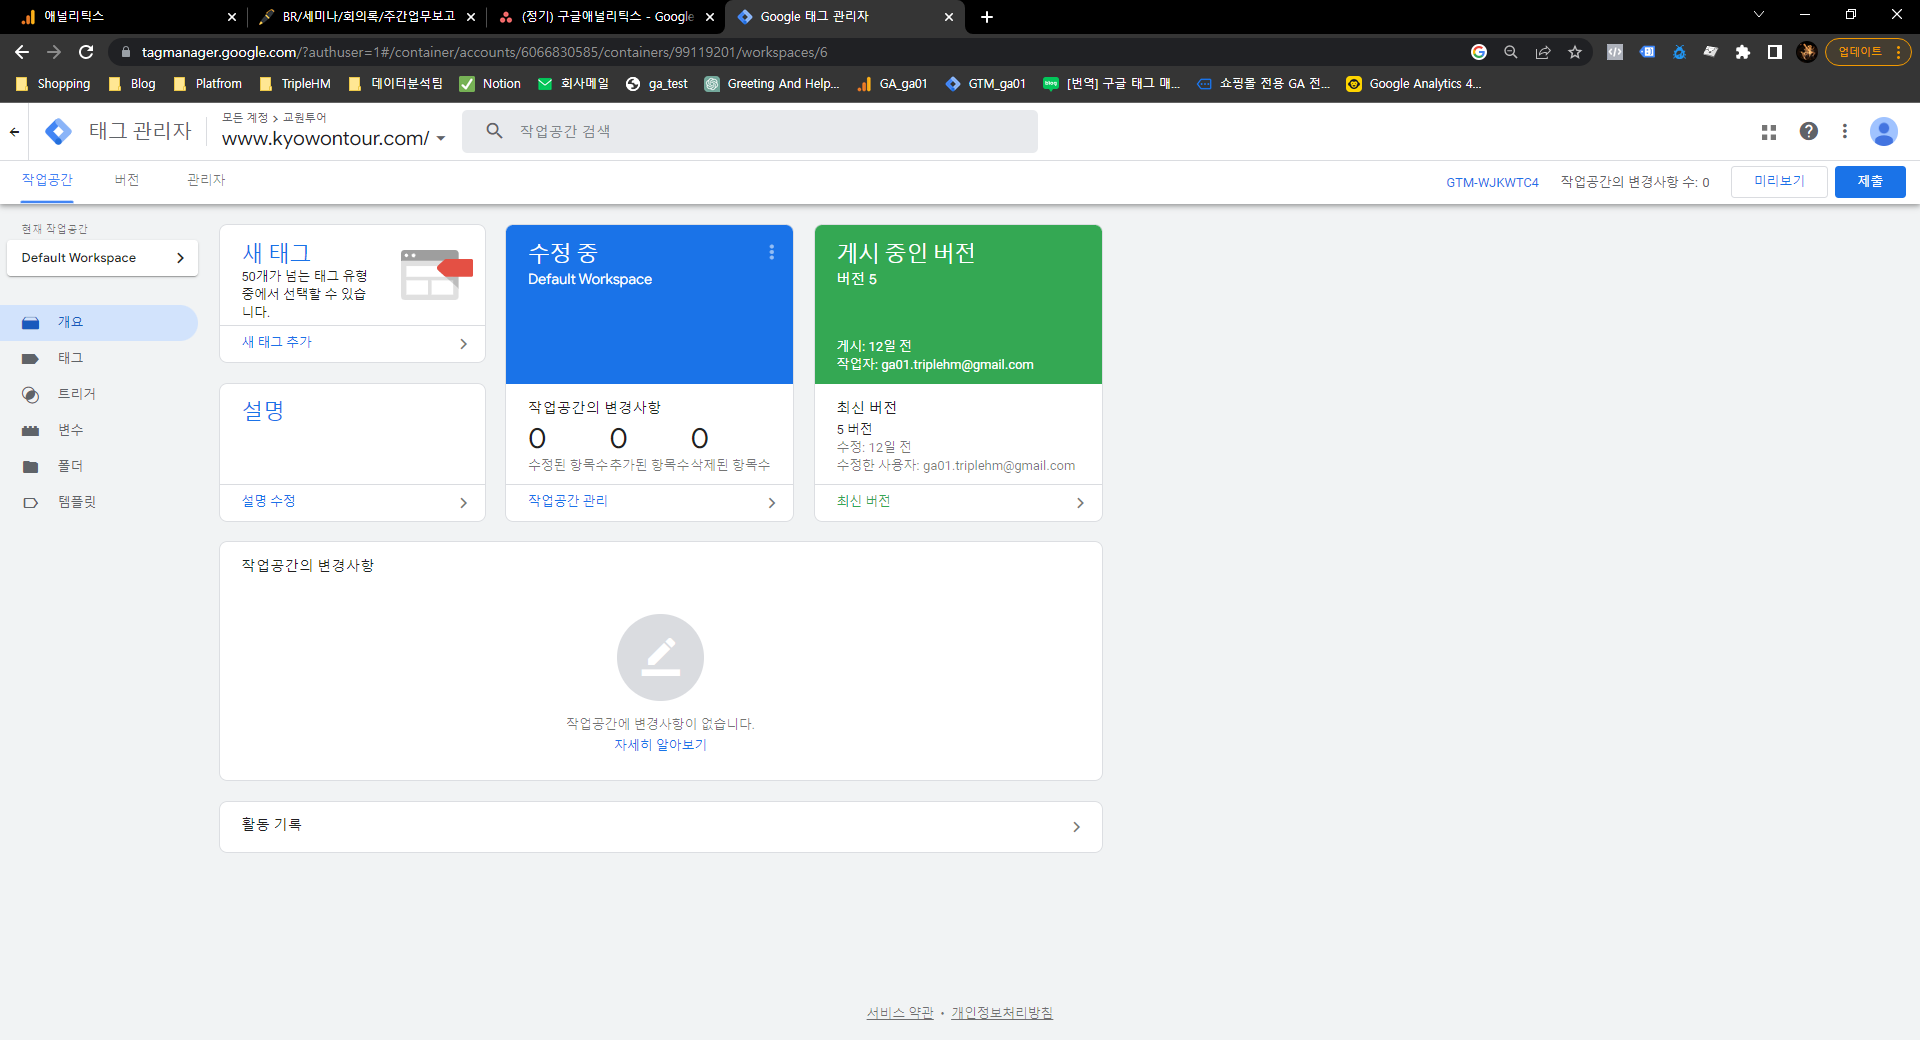 애널리틱스
BR/세미나/회의록/주간업무보고
(정기) 구글애널리틱스 - Google
Google 태그 관리자
tagmanager.google.com/?authuser=1#/container/accounts/6066830585/containers/99119201/workspaces/6
업데이트
Shopping
Blog
Platfrom
TripleHM
데이터분석팀
Notion
회사메일
ga_test
Greeting And Help...
GA_ga01
GTM_ga01
[번역] 구글 태그 매...
쇼핑몰 전용 GA 전...
Google Analytics 4...
태그 관리자
모든 계정 > 교원투어
www.kyowontour.com/
작업공간 검색
작업공간
버전
관리자
GTM-WJKWTC4
작업공간의 변경사항 수: 0
미리보기
제출
현재 작업공간
Default Workspace
개요
태그
트리거
변수
폴더
템플릿
새 태그
50개가 넘는 태그 유형
중에서 선택할 수 있습
니다.
새 태그 추가
설명
설명 수정
수정 중
Default Workspace
작업공간의 변경사항
0 0 0
수정된 항목수 추가된 항목수 삭제된 항목수
작업공간 관리
게시 중인 버전
버전 5
게시: 12일 전
작업자: ga01.triplehm@gmail.com
최신 버전
5 버전
수정: 12일 전
수정한 사용자: ga01.triplehm@gmail.com
최신 버전
작업공간의 변경사항
작업공간에 변경사항이 없습니다.
자세히 알아보기
활동 기록
서비스 약관 • 개인정보처리방침